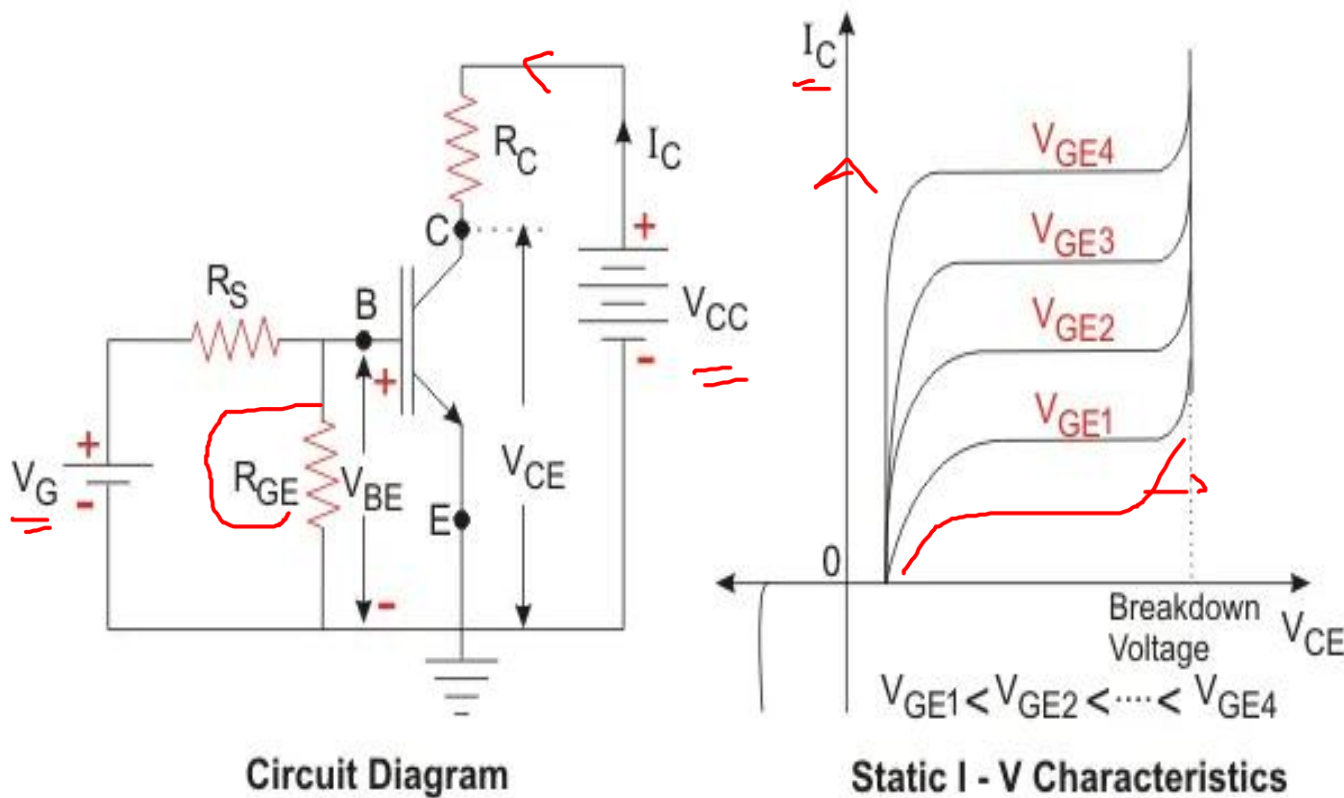 I_C
R_C
I_C
C
+
R_S
B
V_CC
-
+
+
V_G
-
R_GE
V_BE
V_CE
E
-
Circuit Diagram
I_C
V_GE4
V_GE3
V_GE2
V_GE1
0
Breakdown
Voltage
V_CE
V_GE1 < V_GE2 < ···· < V_GE4
Static I - V Characteristics